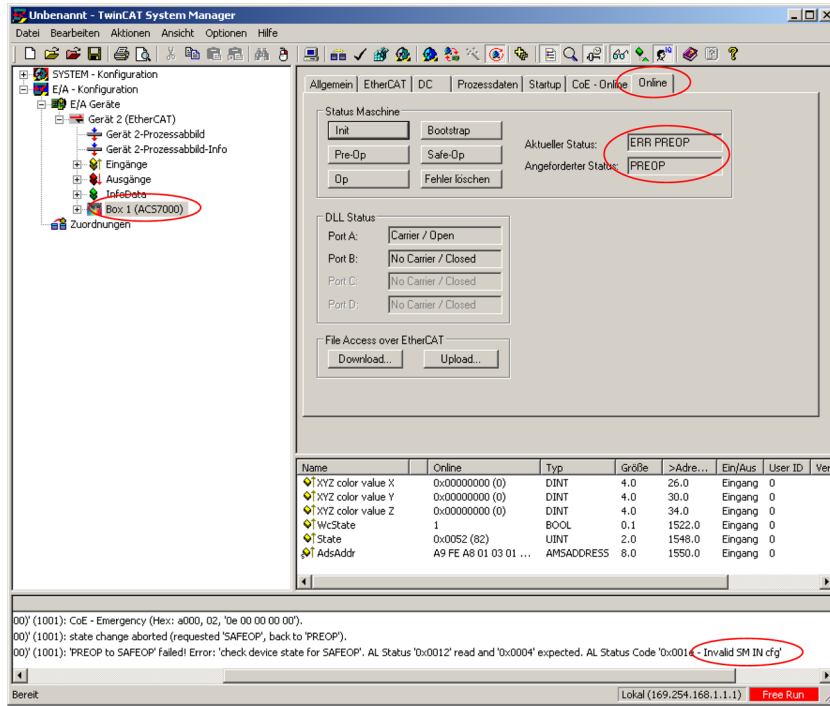 Unbenannt - TwinCAT System Manager
Datei Bearbeiten Aktionen Ansicht Optionen Hilfe
SYSTEM - Konfiguration
E/A - Konfiguration
E/A Geräte
Gerät 2 (EtherCAT)
Gerät 2-Prozessabbild
Gerät 2-Prozessabbild-Info
Eingänge
Ausgänge
InfoData
Box 1 (ACS7000)
Zuordnungen
Allgemein EtherCAT DC Prozessdaten Startup CoE - Online Online
Status Maschine
Init Bootstrap
Pre-Op Safe-Op
Op Fehler löschen
Aktueller Status: ERR PREOP
Angeforderter Status: PREOP
DLL Status
Port A: Carrier / Open
Port B: No Carrier / Closed
Port C: No Carrier / Closed
Port D: No Carrier / Closed
File Access over EtherCAT
Download... Upload...
Name Online Typ Größe >Adre... Ein/Aus User ID Ver
XYZ color value X 0x00000000 (0) DINT 4.0 26.0 Eingang 0
XYZ color value Y 0x00000000 (0) DINT 4.0 30.0 Eingang 0
XYZ color value Z 0x00000000 (0) DINT 4.0 34.0 Eingang 0
WcState 1 BOOL 0.1 1522.0 Eingang 0
State 0x0052 (82) UINT 2.0 1548.0 Eingang 0
AdsAddr A9 FE A8 01 03 01 ... AMSADDRESS 8.0 1550.0 Eingang 0
00)' (1001): CoE - Emergency (Hex: a000, 02, '0e 00 00 00 00').
00)' (1001): state change aborted (requested 'SAFEOP', back to 'PREOP').
00)' (1001): 'PREOP to SAFEOP' failed! Error: 'check device state for SAFEOP'. AL Status '0x0012' read and '0x0004' expected. AL Status Code '0x001e - Invalid SM IN cfg'
Bereit Lokal (169.254.168.1.1.1) Free Run